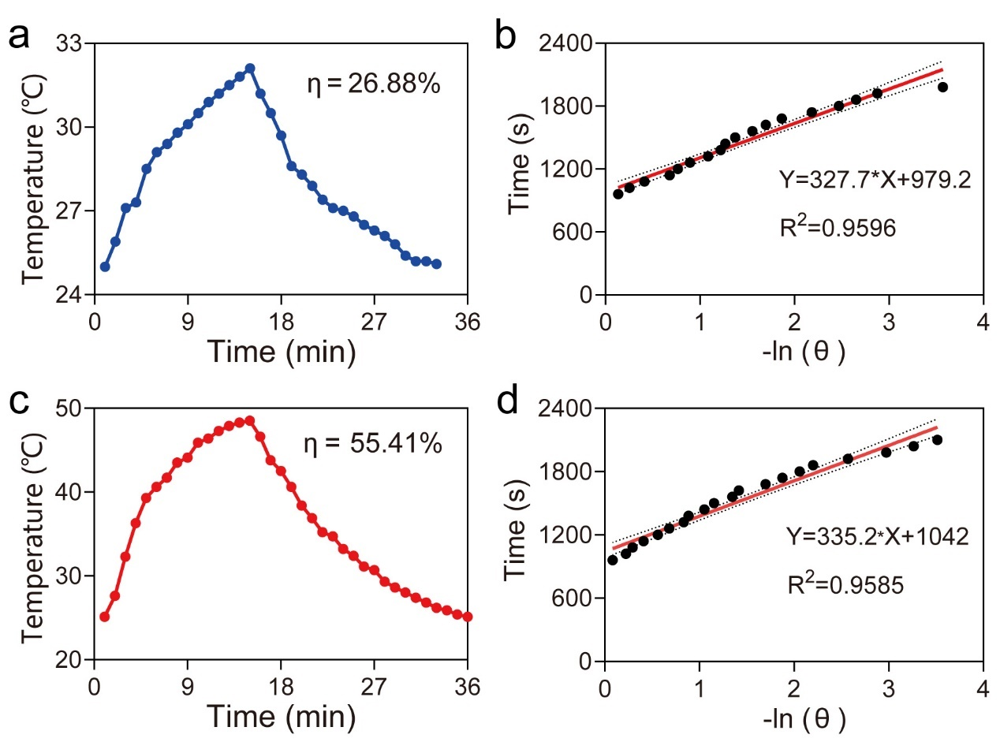 a
33
30
27
24
Temperature (℃)
η = 26.88%
0 9 18 27 36
Time (min)
b
2400
1800
1200
600
0
Time (s)
Y=327.7*X+979.2
R²=0.9596
0 1 2 3 4
-ln (θ )
c
50
40
30
20
Temperature (℃)
η = 55.41%
0 9 18 27 36
Time (min)
d
2400
1800
1200
600
0
Time (s)
Y=335.2*X+1042
R²=0.9585
0 1 2 3 4
-ln (θ )